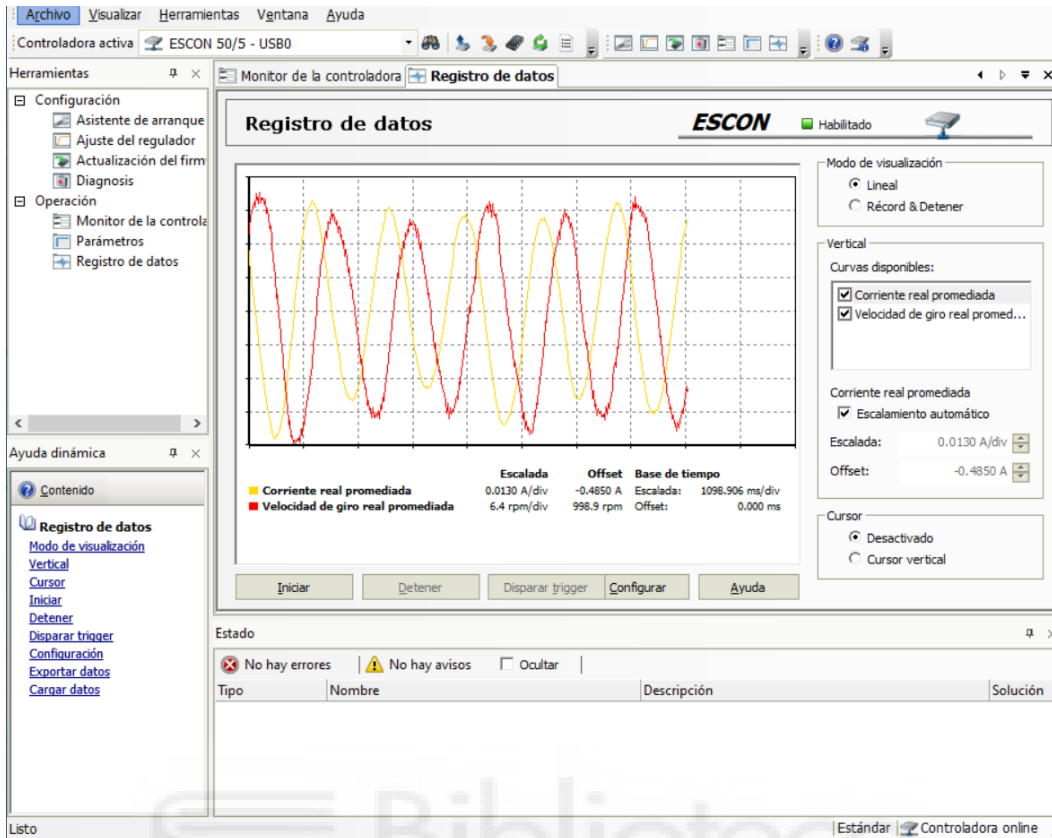 Archivo Visualizar Herramientas Ventana Ayuda
Controladora activa ESCON 50/5 - USB0
Herramientas
Configuración
Asistente de arranque
Ajuste del regulador
Actualización del firm
Diagnosis
Operación
Monitor de la controla
Parámetros
Registro de datos
Ayuda dinámica
Contenido
Registro de datos
Modo de visualización
Vertical
Cursor
Iniciar
Detener
Disparar trigger
Configuración
Exportar datos
Cargar datos
Monitor de la controladora Registro de datos
Registro de datos ESCON Habilitado
Escalada Offset Base de tiempo
Corriente real promediada 0.0130 A/div -0.4850 A Escalada: 1098.906 ms/div
Velocidad de giro real promediada 6.4 rpm/div 998.9 rpm Offset: 0.000 ms
Iniciar Detener Disparar trigger Configurar Ayuda
Modo de visualización
Lineal
Récord & Detener
Vertical
Curvas disponibles:
Corriente real promediada
Velocidad de giro real promed...
Corriente real promediada
Escalamiento automático
Escalada: 0.0130 A/div
Offset: -0.4850 A
Cursor
Desactivado
Cursor vertical
Estado
No hay errores No hay avisos Ocultar
Tipo Nombre Descripción Solución
Listo Estándar Controladora online